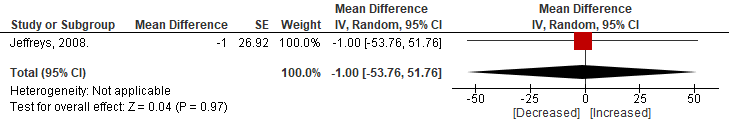 Mean Difference Mean Difference
Study or Subgroup Mean Difference SE Weight IV, Random, 95% CI IV, Random, 95% CI
Jeffreys, 2008. -1 26.92 100.0% -1.00 [-53.76, 51.76]
Total (95% CI) 100.0% -1.00 [-53.76, 51.76]
Heterogeneity: Not applicable
Test for overall effect: Z = 0.04 (P = 0.97)
-50 -25 0 25 50
[Decreased] [Increased]